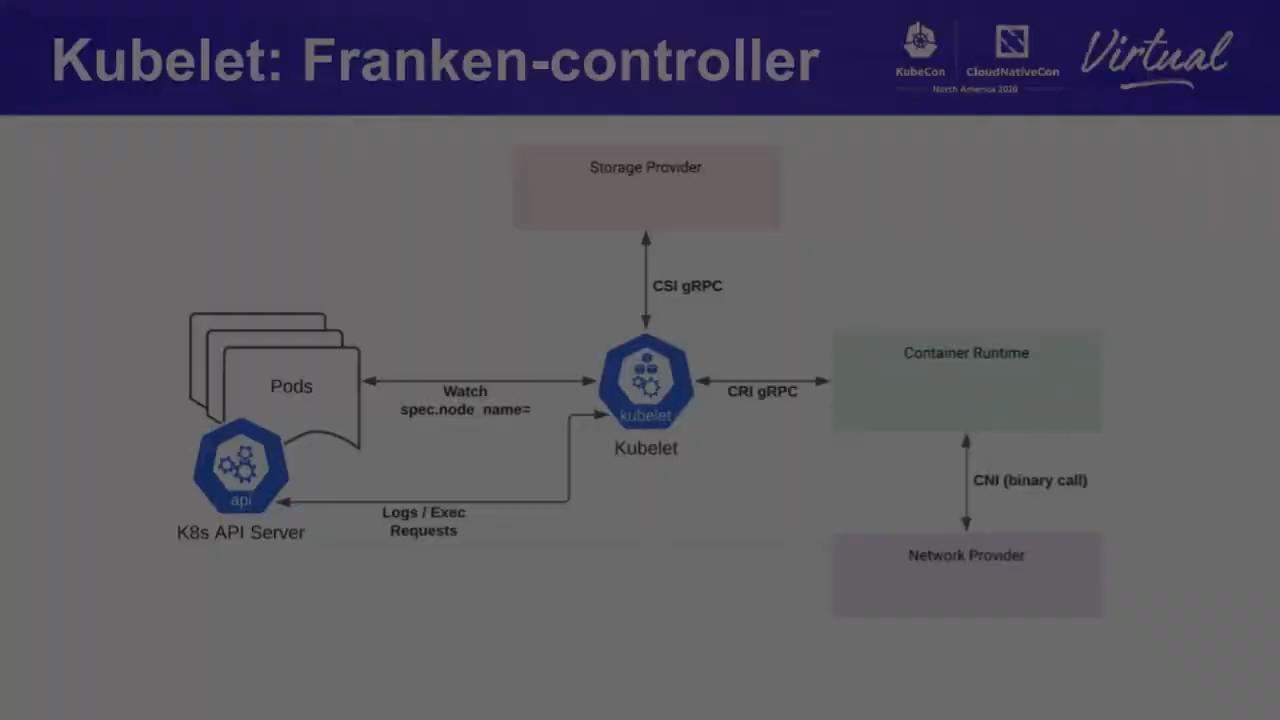 Kubelet: Franken-controller
KubeCon
CloudNativeCon
North America 2020
Virtual
Storage Provider
CSI gRPC
Pods
Watch
spec.node_name=
kubelet
Kubelet
CRI gRPC
Container Runtime
CNI (binary call)
api
K8s API Server
Logs / Exec
Requests
Network Provider